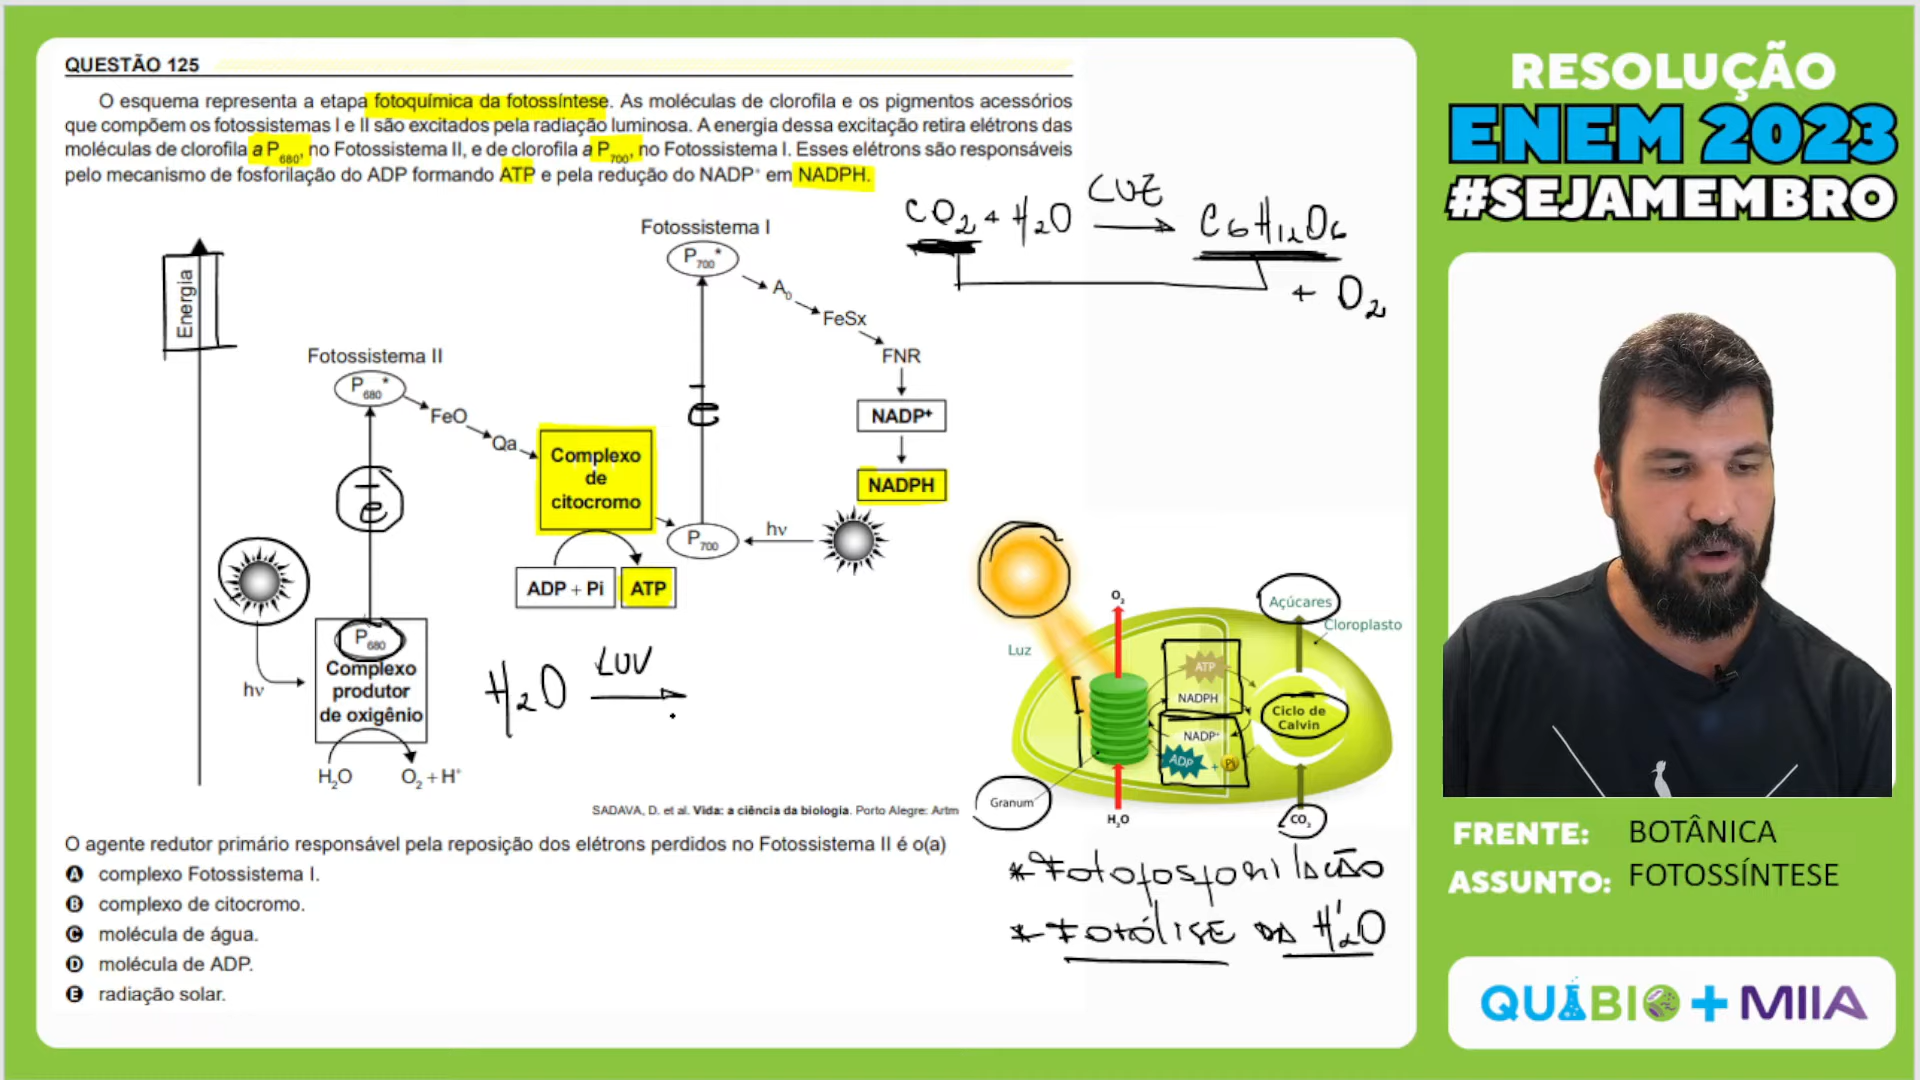 QUESTÃO 125
O esquema representa a etapa fotoquímica da fotossíntese. As moléculas de clorofila e os pigmentos acessórios
que compõem os fotossistemas I e II são excitados pela radiação luminosa. A energia dessa excitação retira elétrons das
moléculas de clorofila a P680, no Fotossistema II, e de clorofila a P700, no Fotossistema I. Esses elétrons são responsáveis
pelo mecanismo de fosforilação do ADP formando ATP e pela redução do NADP+ em NADPH.
CO2 + H2O LUZ → C6H12O6
+ O2
Energia
Fotossistema I
P700*
A0
FeSx
FNR
NADP+
NADPH
Fotossistema II
P680*
FeO
Qa
Complexo
de
citocromo
P700
hν
ADP + Pi
ATP
e-
e-
P680
Complexo
produtor
de oxigênio
hν
H2O
O2 + H+
H2O LUV →
SADAVA, D. et al. Vida: a ciência da biologia. Porto Alegre: Artm
Luz
O2
Açúcares
Cloroplasto
ATP
NADPH
NADP+
ADP + Pi
Ciclo de
Calvin
Granum
H2O
CO2
* Fotofosforilação
* Fotólise da H2O
O agente redutor primário responsável pela reposição dos elétrons perdidos no Fotossistema II é o(a)
A complexo Fotossistema I.
B complexo de citocromo.
C molécula de água.
D molécula de ADP.
E radiação solar.
RESOLUÇÃO
ENEM 2023
#SEJAMEMBRO
FRENTE: BOTÂNICA
ASSUNTO: FOTOSSÍNTESE
QUIBIO + MIIA